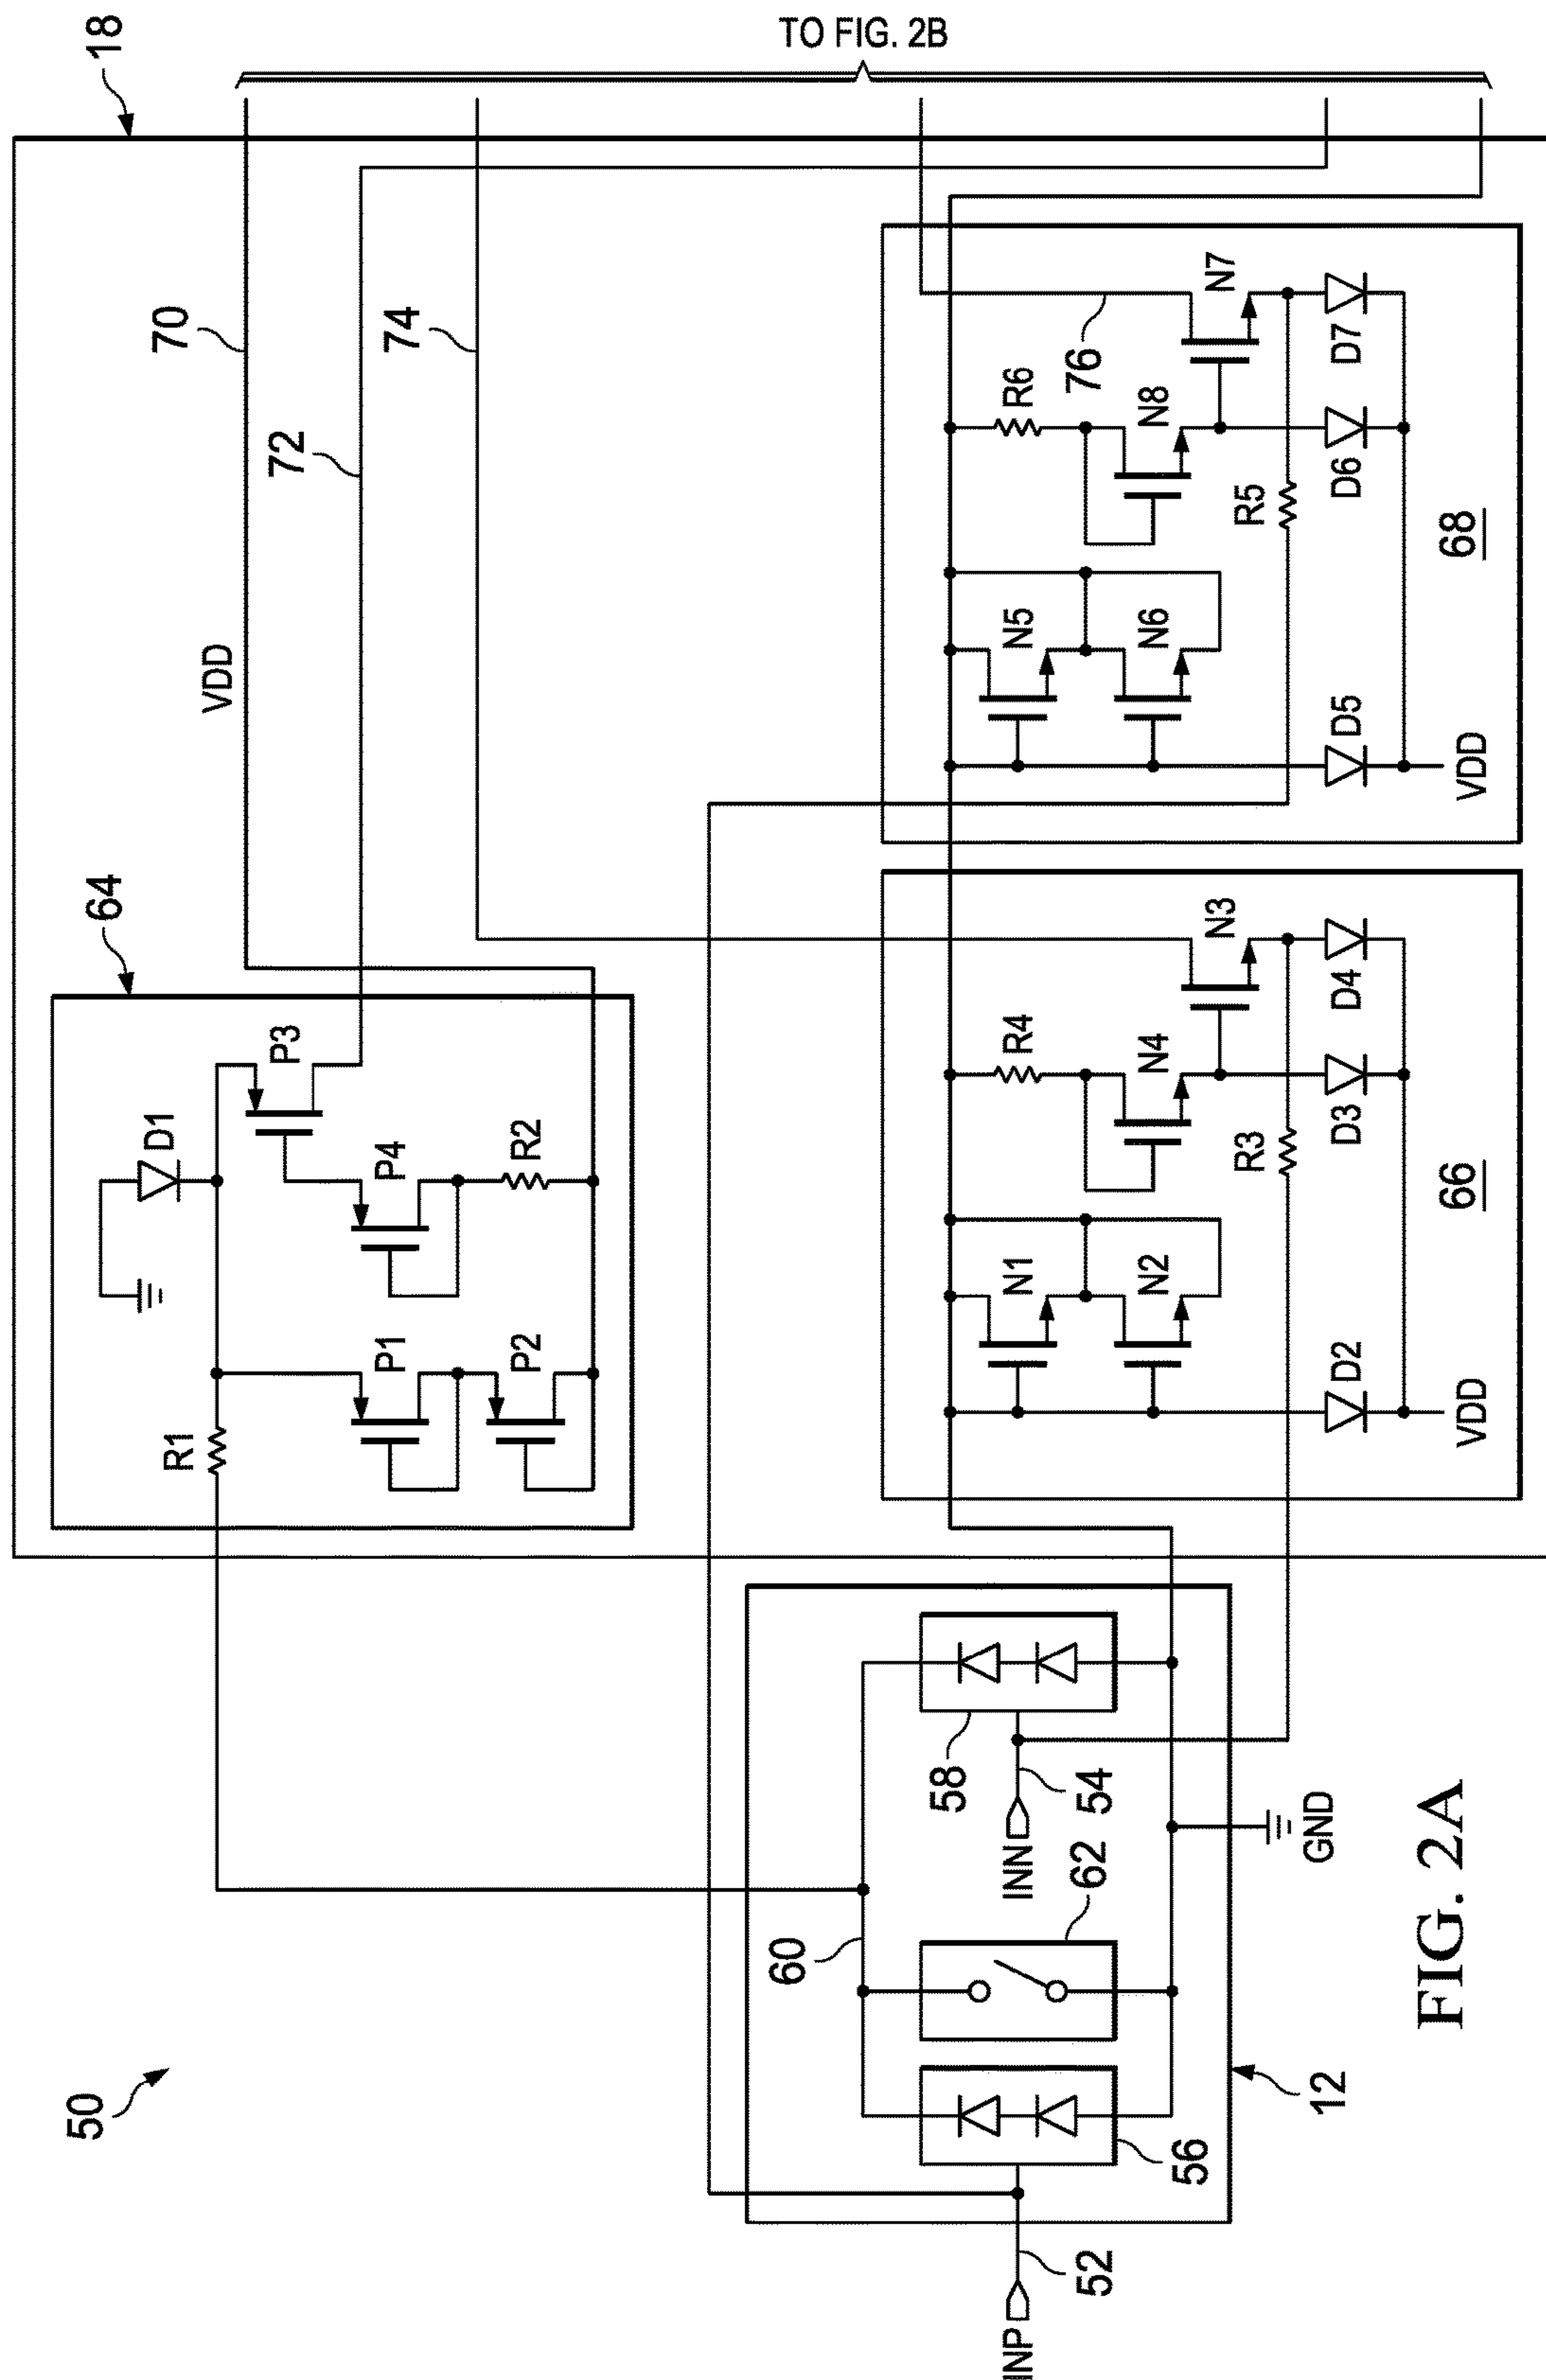 50
INP
52
56
12
60
62
INN
54
58
GND
R1
P1
P2
D1
P4
R2
P3
64
VDD
70
72
74
18
TO FIG. 2B
N1
N2
D2
VDD
R4
N4
R3
D3
N3
D4
66
N5
N6
D5
VDD
R6
N8
R5
D6
76
N7
D7
68
FIG. 2A